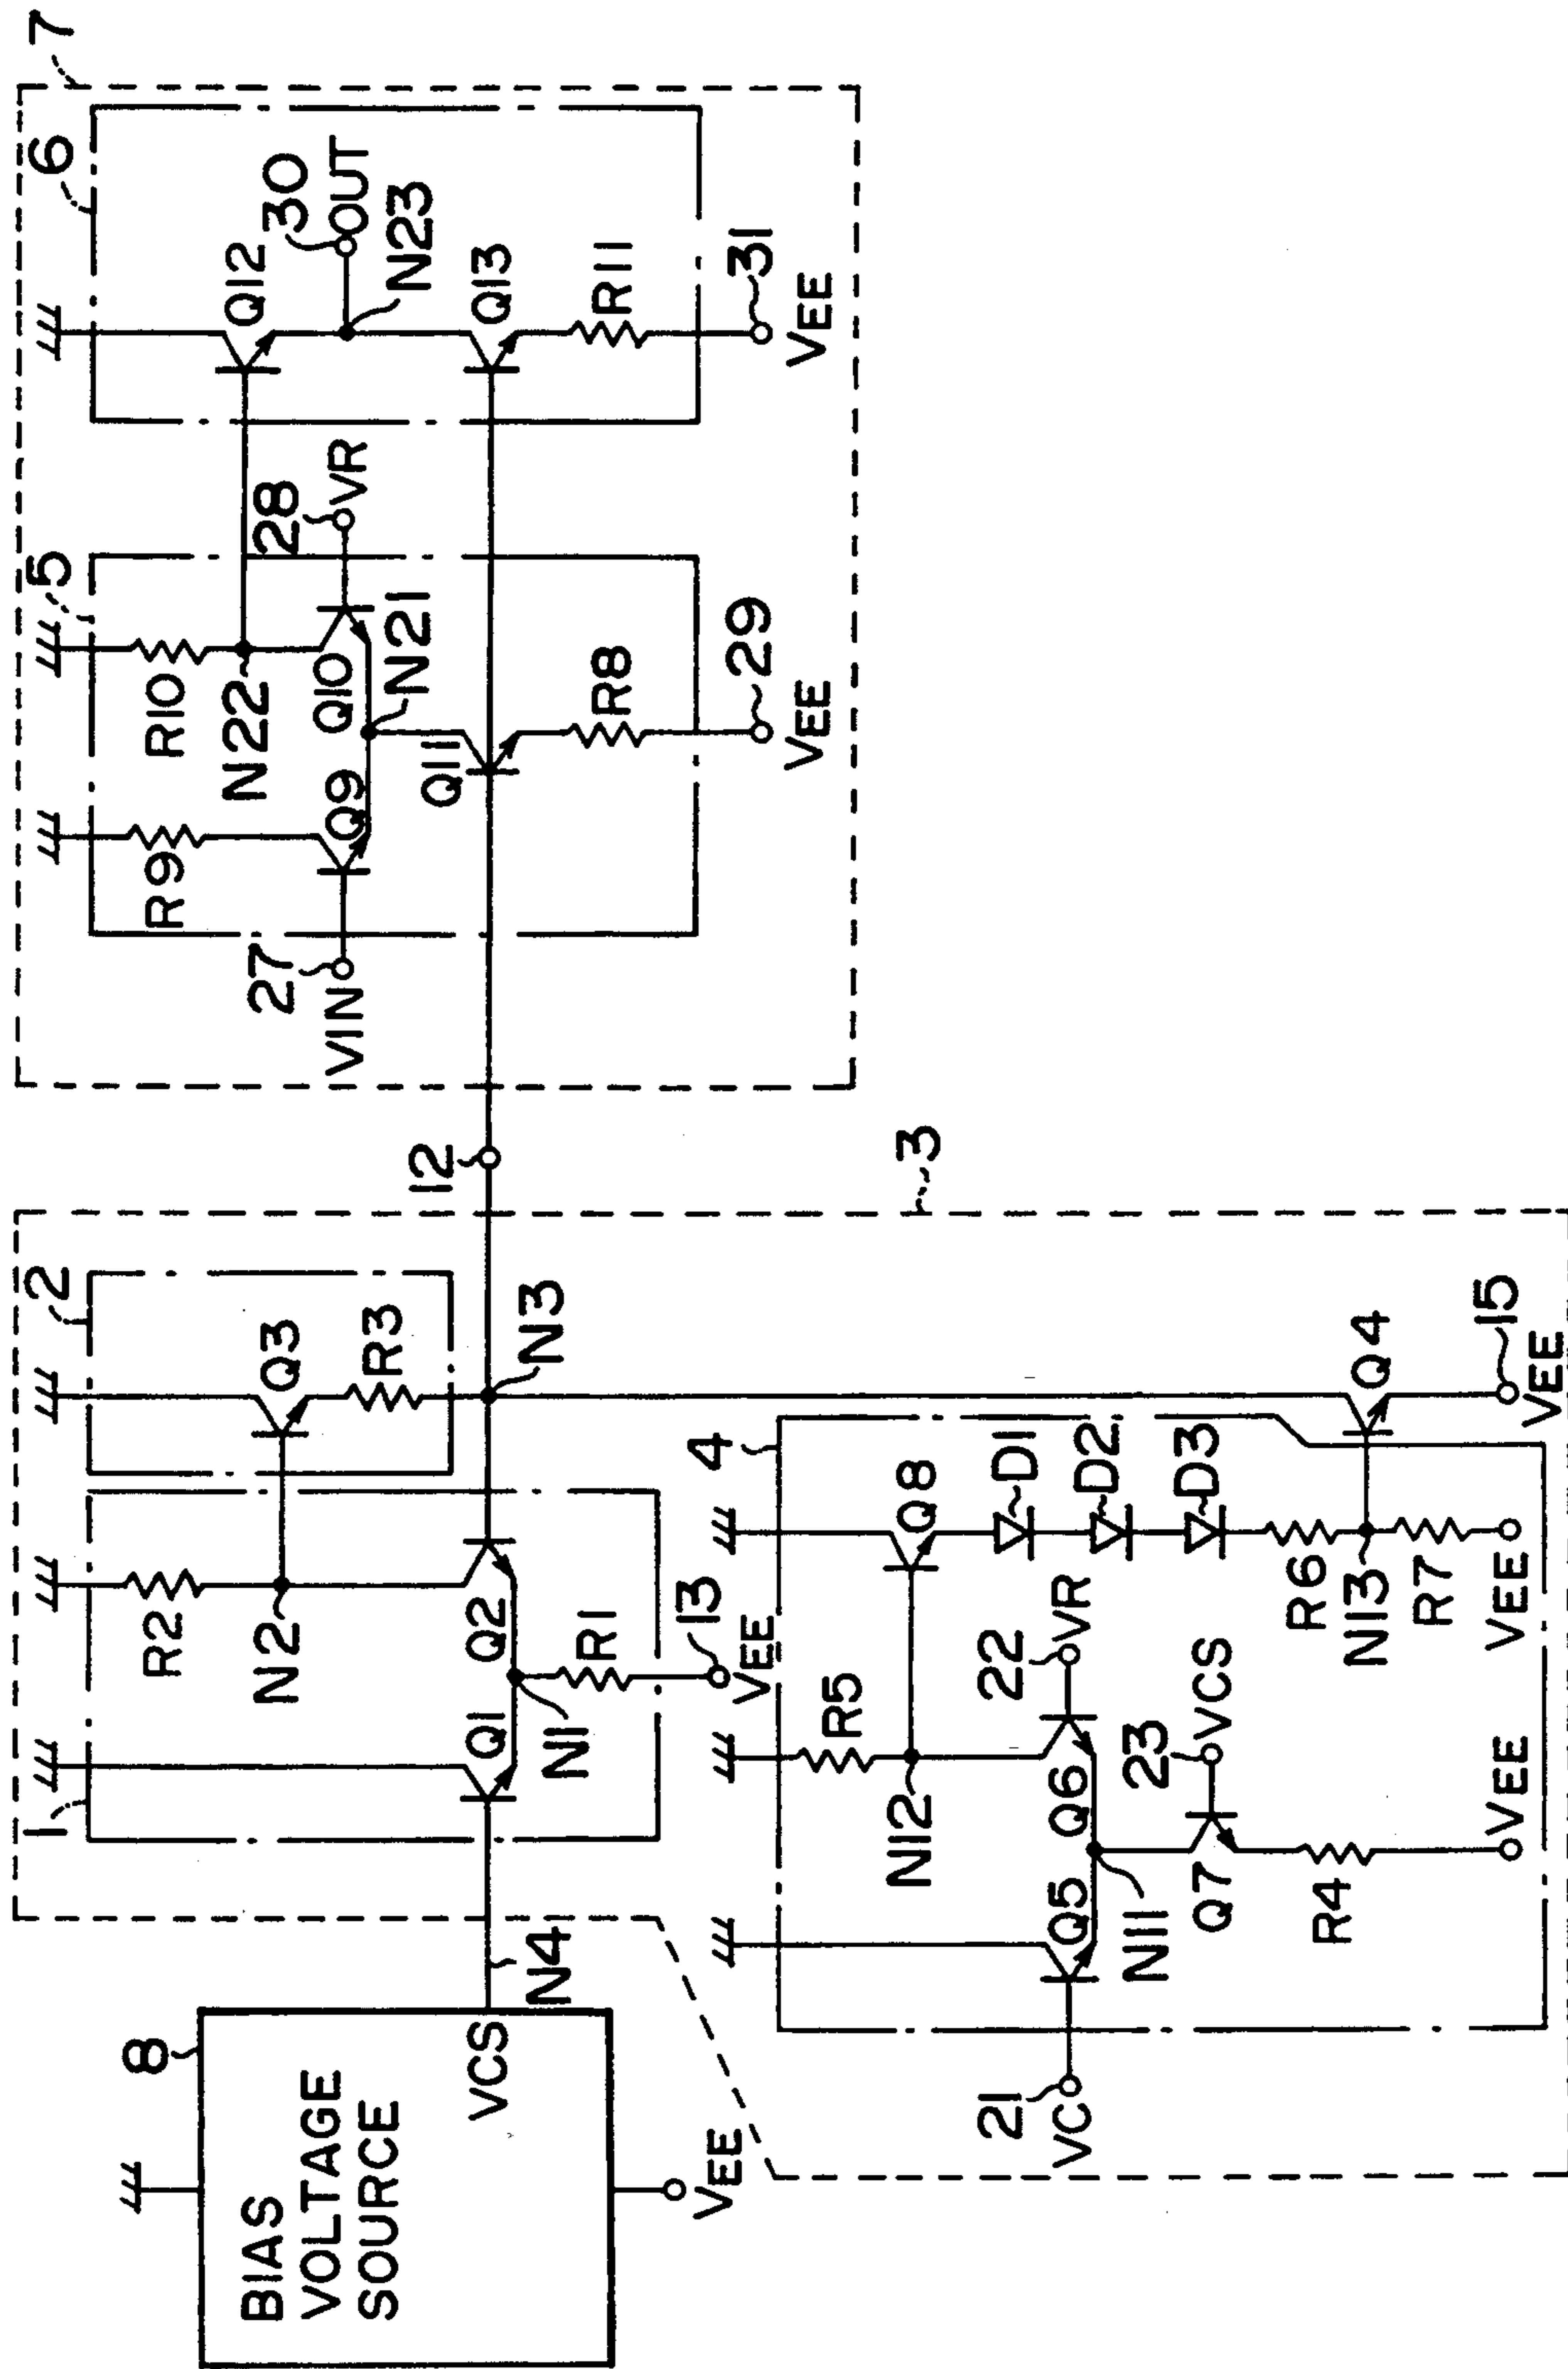 8
BIAS
VOLTAGE
SOURCE
VCS
VEE
N4
1
2
3
R2
N2
Q3
R3
Q1
Q2
N1
R1
13
VEE
N3
12
4
21
VC
R5
N12
Q5
Q6
N11
22
VR
23
VCS
Q7
R4
VEE
Q8
D1
D2
D3
R6
N13
R7
VEE
Q4
15
VEE
7
5
6
27
VIN
R9
R10
N22
Q9
Q10
N21
28
VR
Q11
R8
29
VEE
Q12
30
OUT
N23
Q13
R11
31
VEE